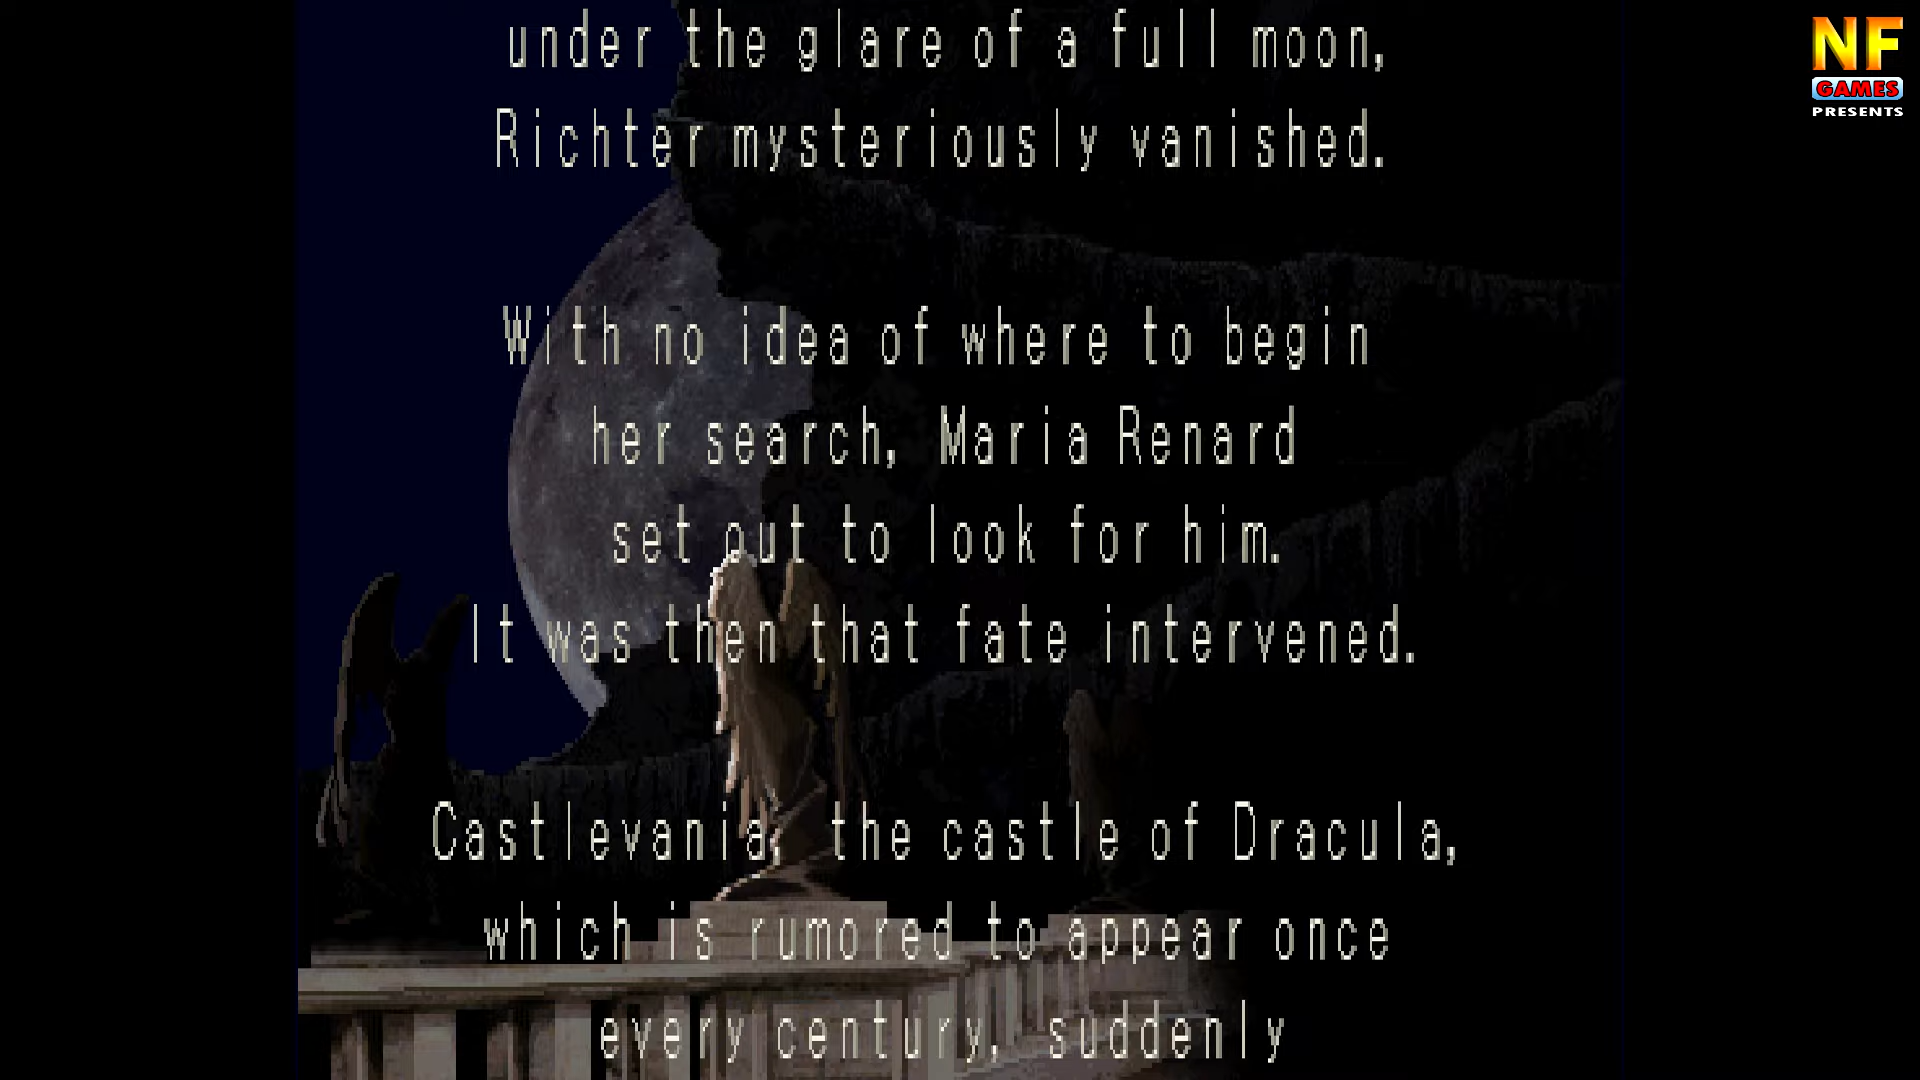 under the glare of a full moon,
Richter mysteriously vanished.
With no idea of where to begin
her search, Maria Renard
set out to look for him.
It was then that fate intervened.
Castlevania, the castle of Dracula,
which is rumored to appear once
every century, suddenly
NF
GAMES
PRESENTS